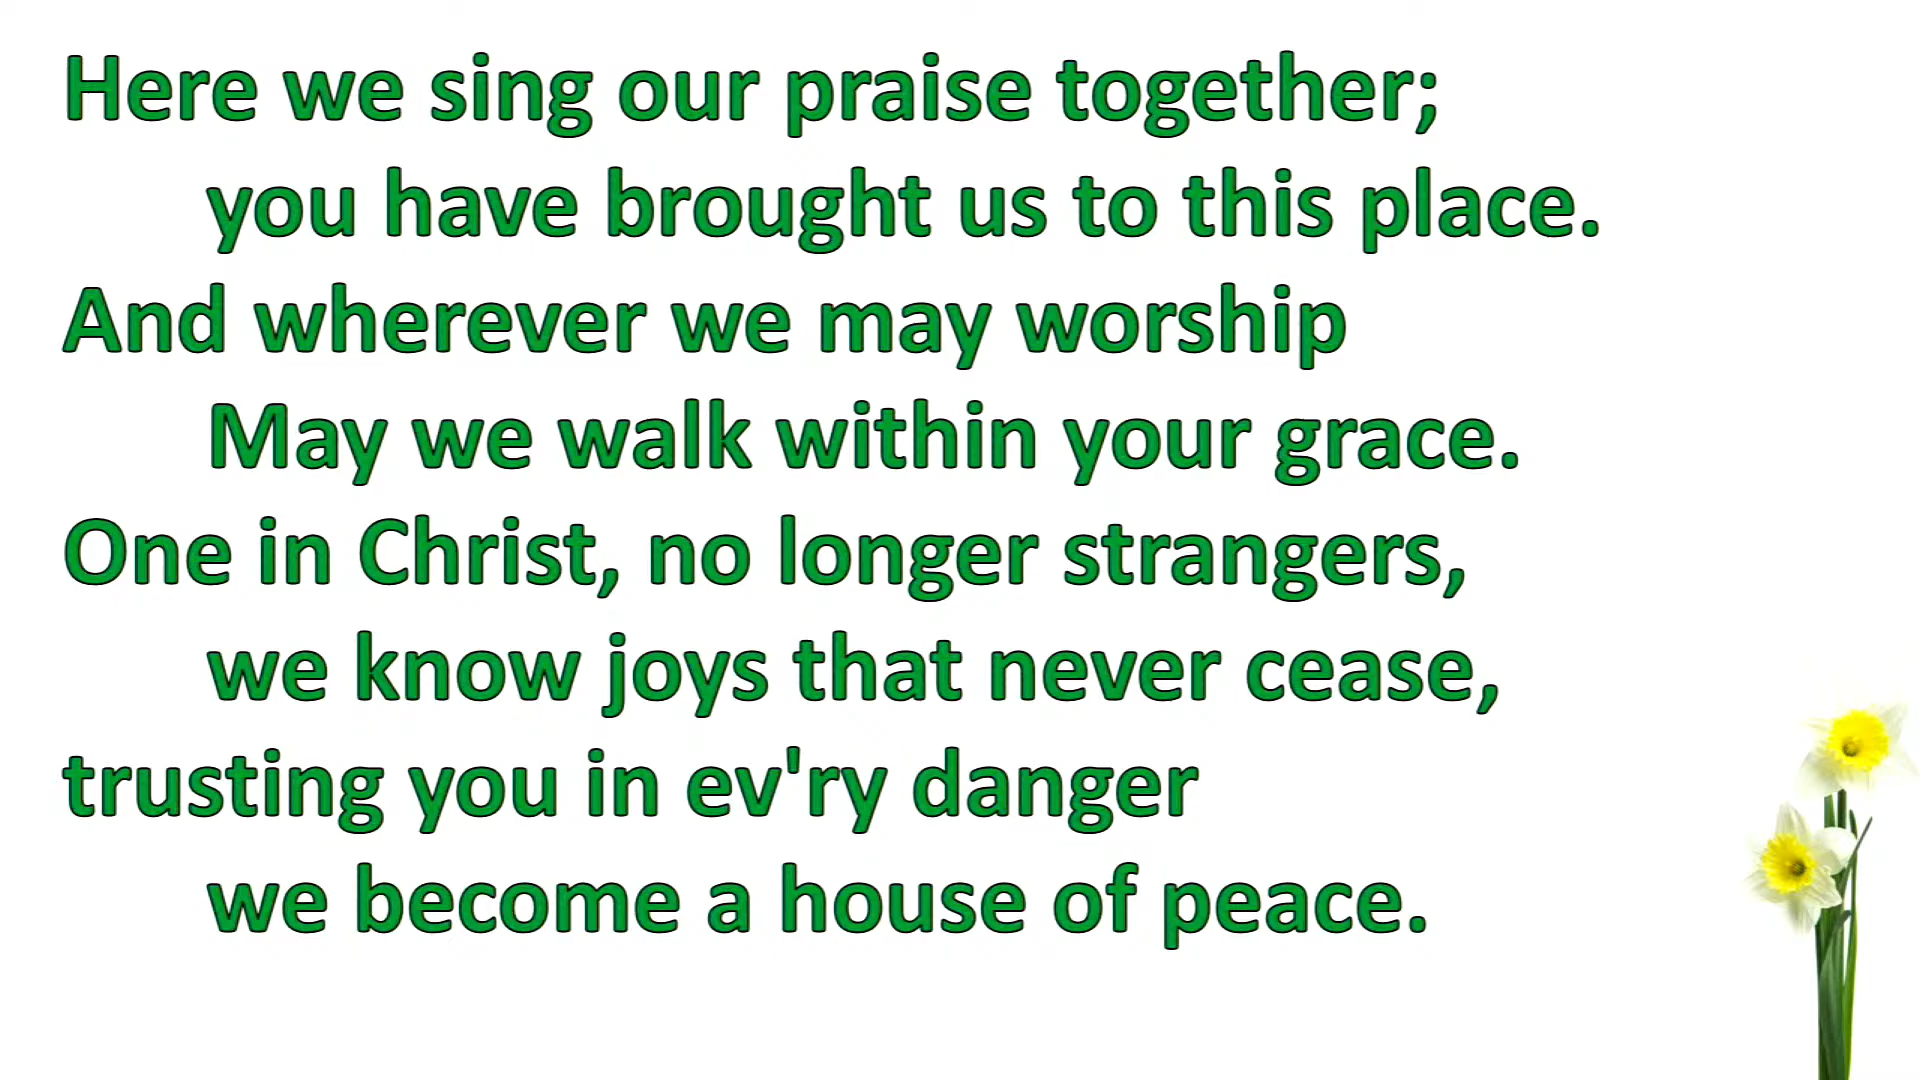 Here we sing our praise together;
you have brought us to this place.
And wherever we may worship
May we walk within your grace.
One in Christ, no longer strangers,
we know joys that never cease,
trusting you in ev'ry danger
we become a house of peace.